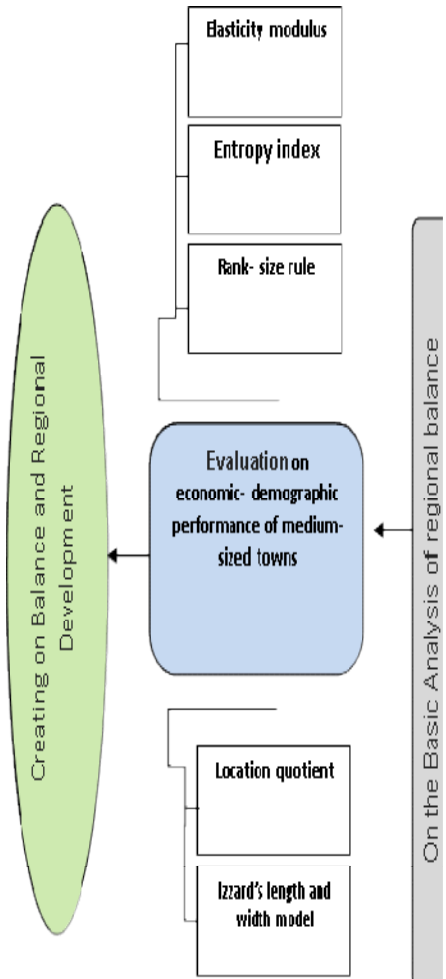 Elasticity modulus
Entropy index
Rank- size rule
Creating on Balance and Regional
Development
Evaluation on
economic- demographic
performance of medium-
sized towns
On the Basic Analysis of regional balance
Location quotient
Izzard's length and
width model